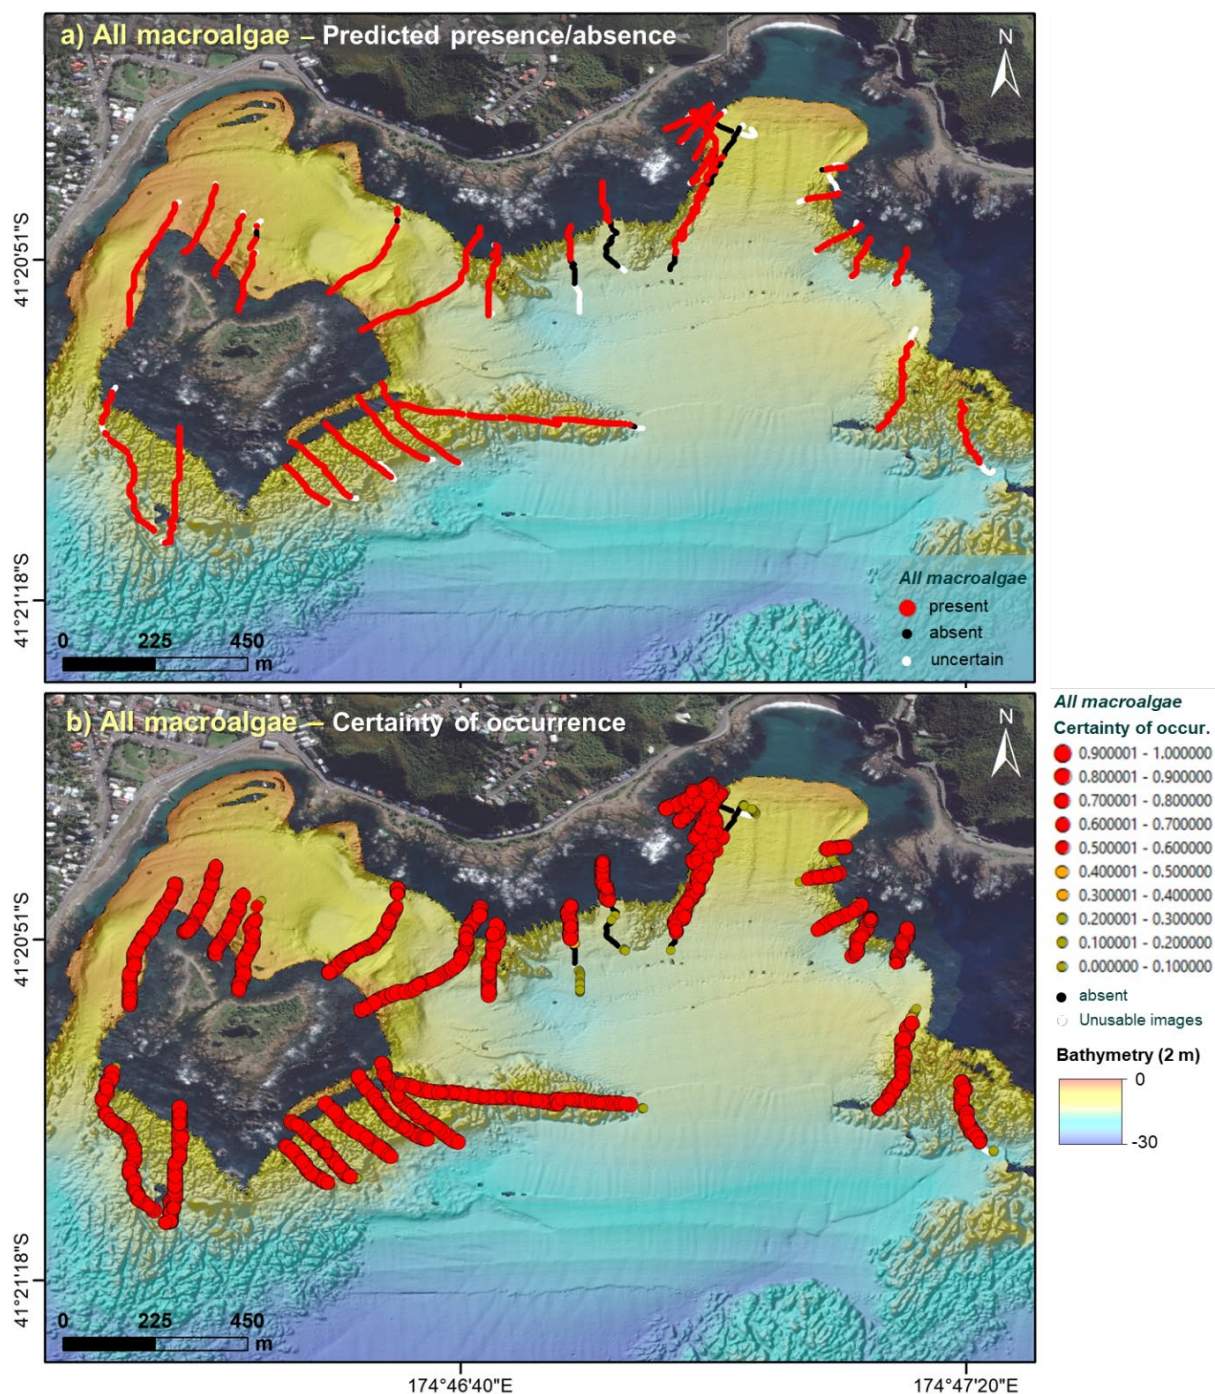 a) All macroalgae – Predicted presence/absence
N
41°20'51"S
41°21'18"S
All macroalgae
present
absent
uncertain
0 225 450
m
b) All macroalgae – Certainty of occurrence
N
41°20'51"S
41°21'18"S
0 225 450
m
174°46'40"E 174°47'20"E
All macroalgae
Certainty of occur.
0.900001 - 1.000000
0.800001 - 0.900000
0.700001 - 0.800000
0.600001 - 0.700000
0.500001 - 0.600000
0.400001 - 0.500000
0.300001 - 0.400000
0.200001 - 0.300000
0.100001 - 0.200000
0.000000 - 0.100000
absent
Unusable images
Bathymetry (2 m)
0
-30